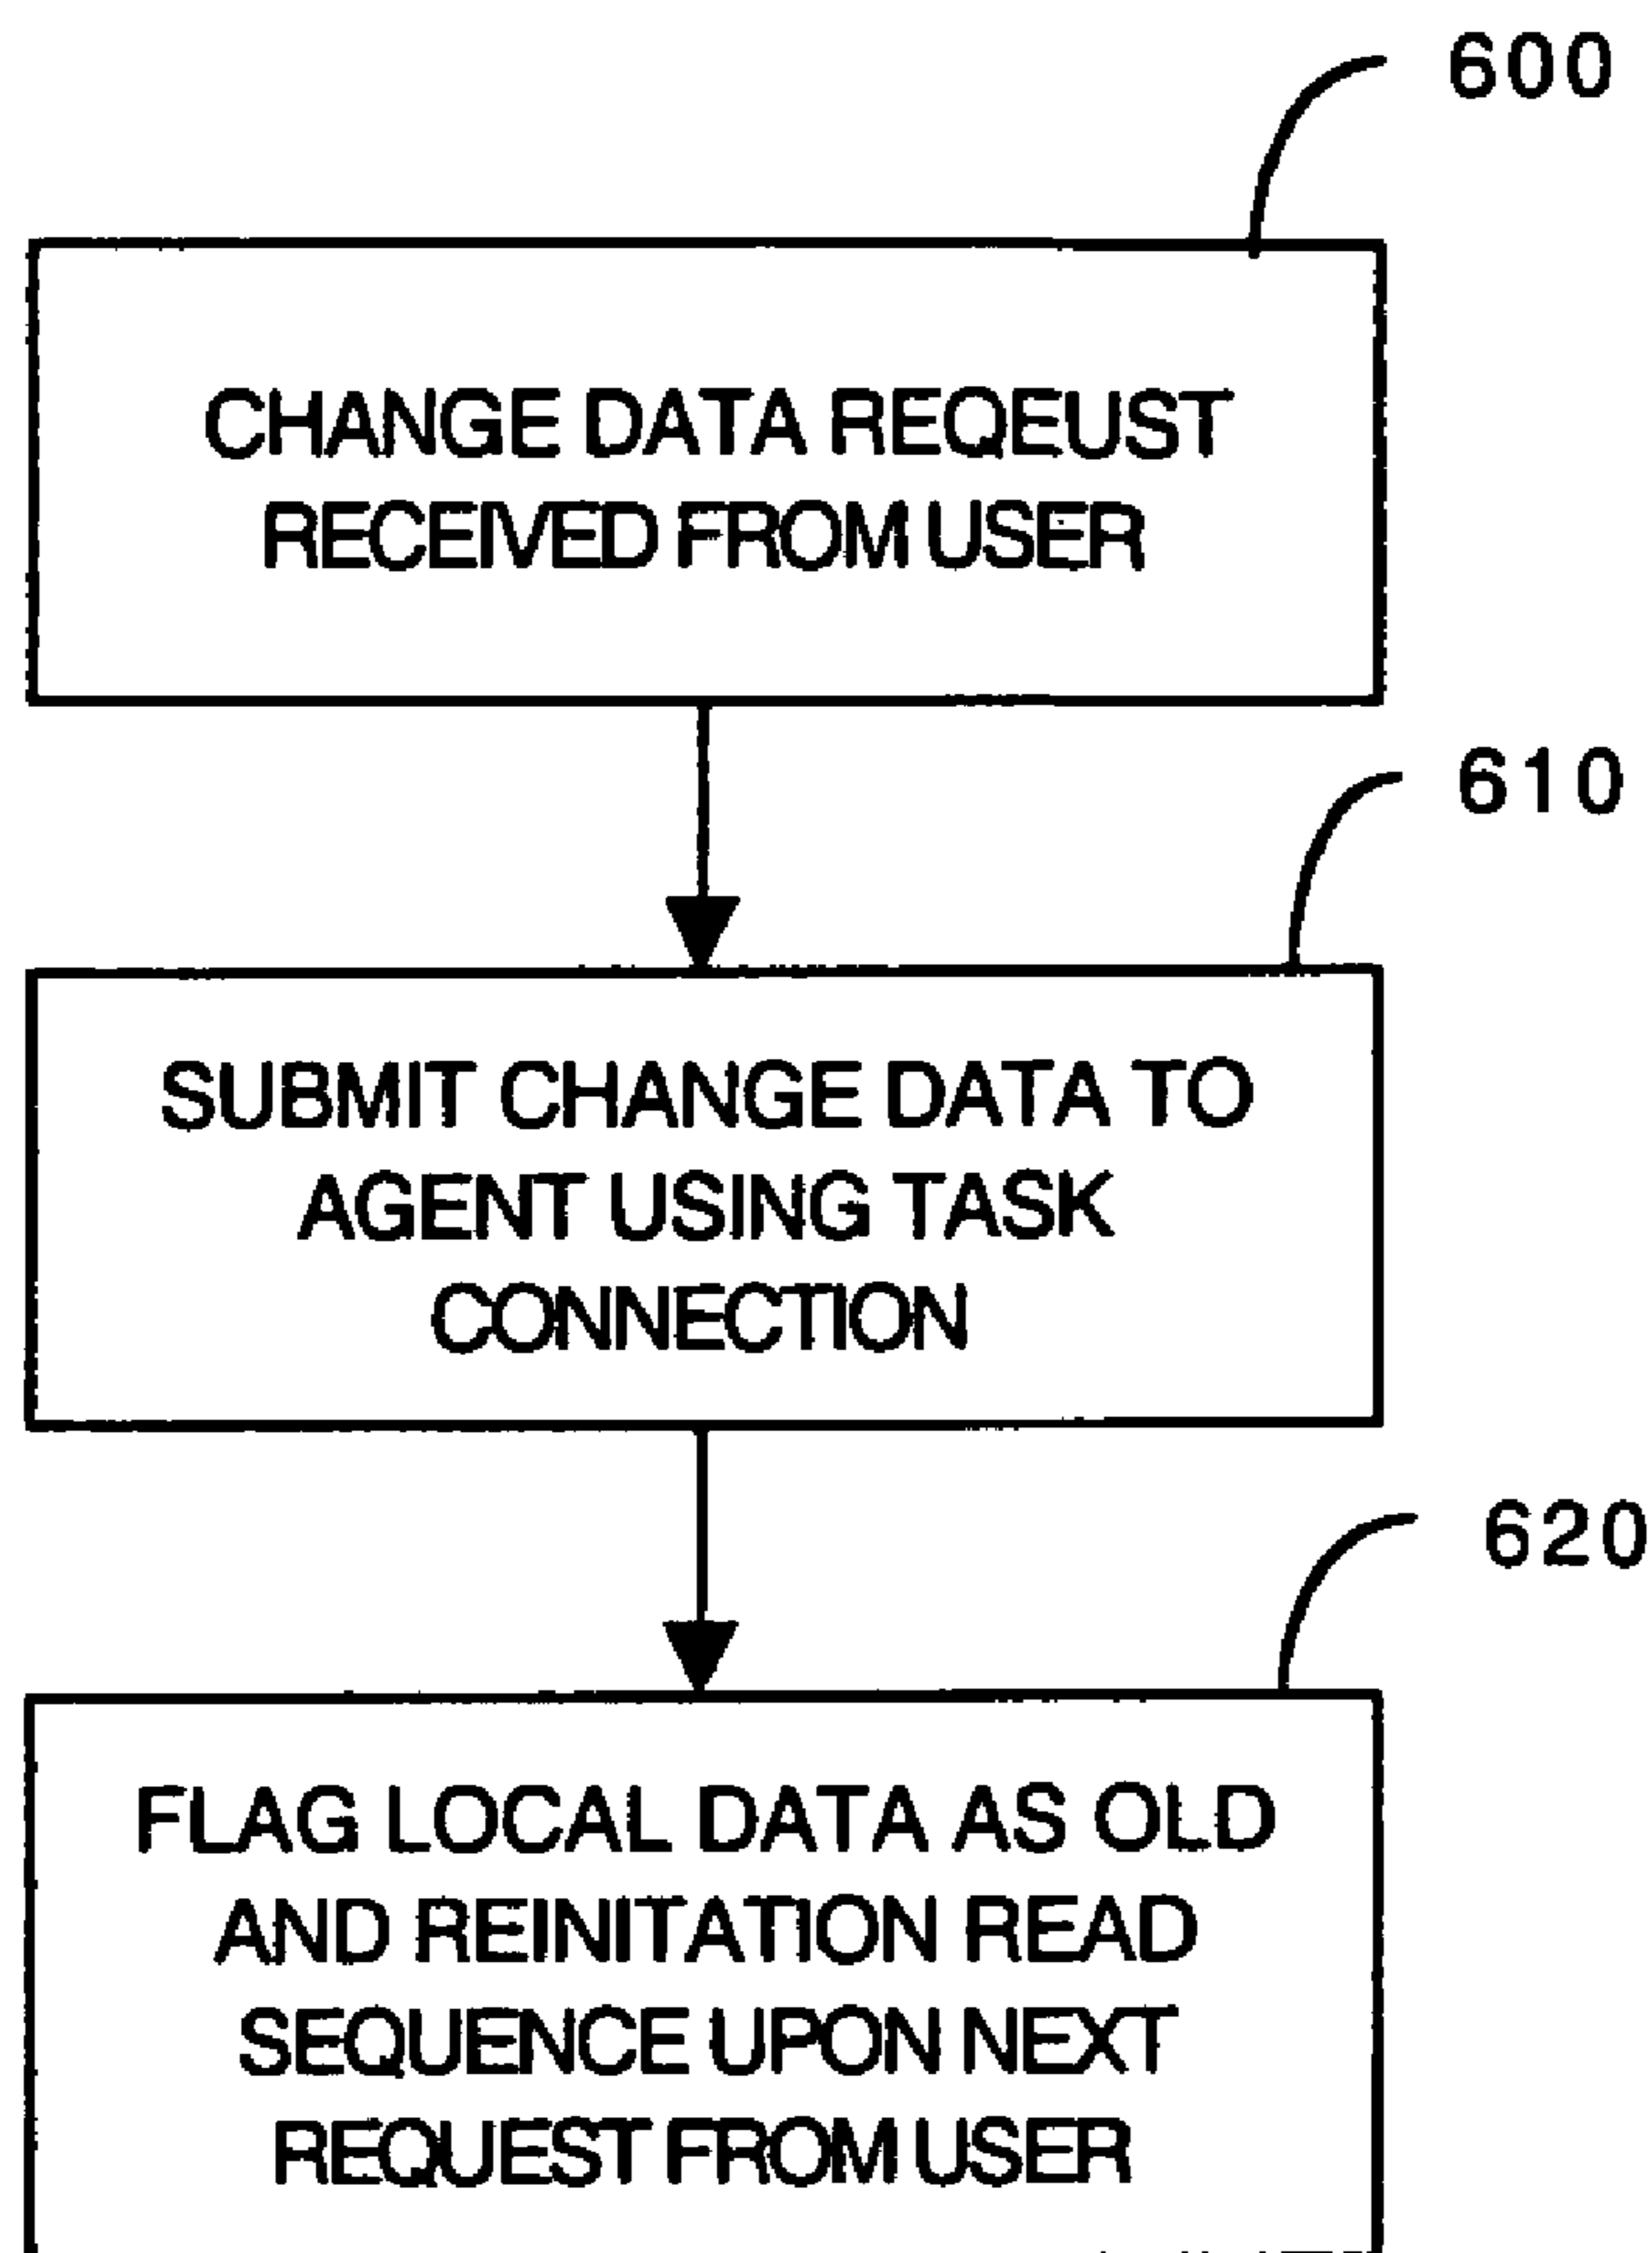 600
CHANGE DATA REQEUST
RECEIVED FROM USER
610
SUBMIT CHANGE DATA TO
AGENT USING TASK
CONNECTION
620
FLAG LOCAL DATA AS OLD
AND REINITATION READ
SEQUENCE UPON NEXT
REQUEST FROM USER